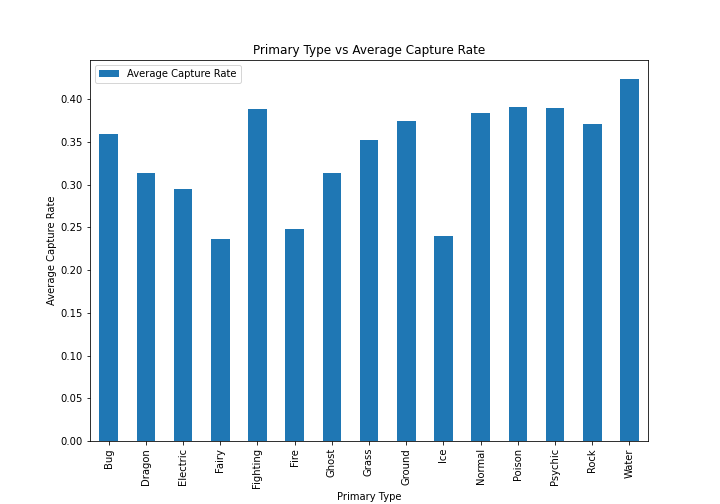 Primary Type vs Average Capture Rate
Average Capture Rate
Average Capture Rate
0.40
0.35
0.30
0.25
0.20
0.15
0.10
0.05
0.00
Bug
Dragon
Electric
Fairy
Fighting
Fire
Ghost
Grass
Ground
Ice
Normal
Poison
Psychic
Rock
Water
Primary Type